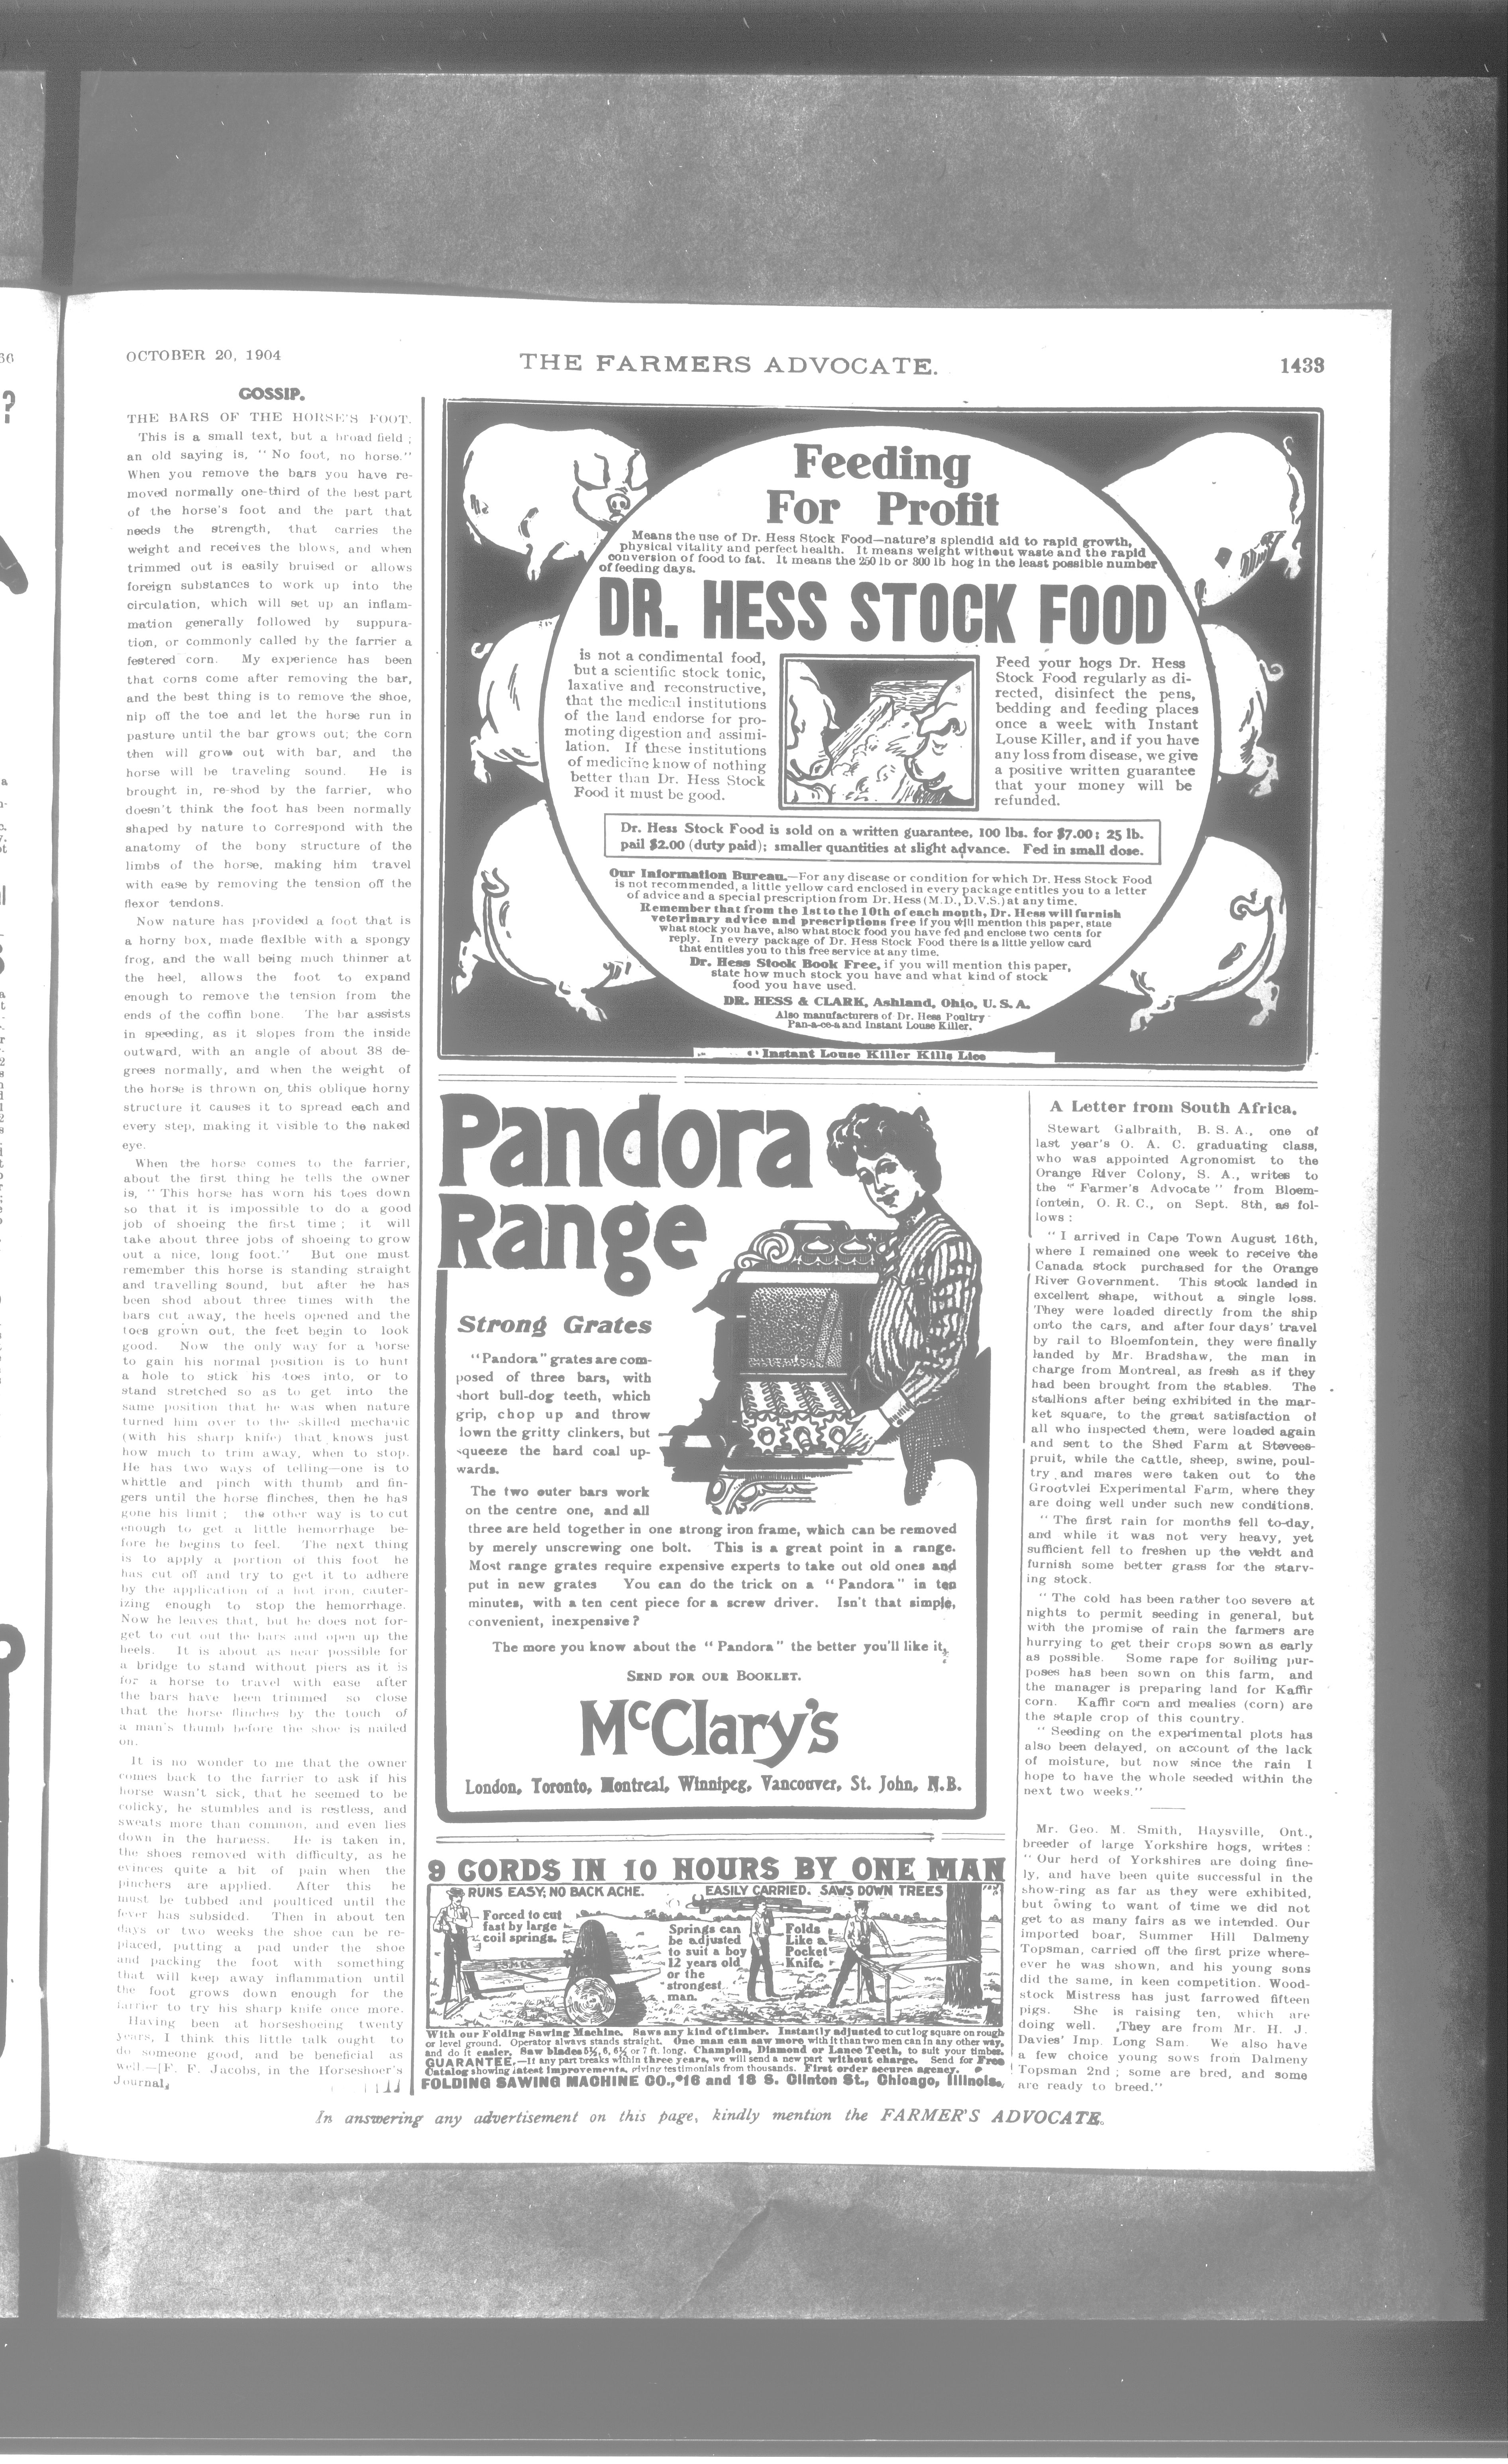 OCTOBER 20, 1904
THE FARMERS ADVOCATE.
1433
GOSSIP.
THE BARS OF THE HORSE'S FOOT.
This is a small text, but a broad field ;
an old saying is, "No foot, no horse."
When you remove the bars you have re-
moved normally one-third of the best part
of the horse's foot and the part that
needs the strength, that carries the
weight and receives the blows, and when
trimmed out is easily bruised or allows
foreign substances to work up into the
circulation, which will set up an inflam-
mation generally followed by suppura-
tion, or commonly called by the farrier a
festered corn. My experience has been
that corns come after removing the bar,
and the best thing is to remove the shoe,
nip off the toe and let the horse run in
pasture until the bar grows out; the corn
then will grow out with bar, and the
horse will be traveling sound. He is
brought in, re-shod by the farrier, who
doesn't think the foot has been normally
shaped by nature to correspond with the
anatomy of the bony structure of the
limbs of the horse, making him travel
with ease by removing the tension off the
flexor tendons.
Now nature has provided a foot that is
a horny box, made flexible with a spongy
frog, and the wall being much thinner at
the heel, allows the foot to expand
enough to remove the tension from the
ends of the coffin bone. The bar assists
in speeding, as it slopes from the inside
outward, with an angle of about 38 de-
grees normally, and when the weight of
the horse is thrown on this oblique horny
structure it causes it to spread each and
every step, making it visible to the naked
eye.
When the horse comes to the farrier,
about the first thing he tells the owner
is, "This horse has worn his toes down
so that it is impossible to do a good
job of shoeing the first time ; it will
take about three jobs of shoeing to grow
out a nice, long foot." But one must
remember this horse is standing straight
and travelling sound, but after he has
been shod about three times with the
bars cut away, the heels opened and the
toes grown out, the feet begin to look
good. Now the only way for a horse
to gain his normal position is to hunt
a hole to stick his toes into, or to
stand stretched so as to get into the
same position that he was when nature
turned him over to the skilled mechanic
(with his sharp knife) that knows just
how much to trim away, when to stop.
He has two ways of telling—one is to
whittle and pinch with thumb and fin-
gers until the horse flinches, then he has
gone his limit ; the other way is to cut
enough to get a little hemorrhage be-
fore he begins to feel. The next thing
is to apply a portion of this foot he
has cut off and try to get it to adhere
by the application of a hot iron, cauter-
izing enough to stop the hemorrhage.
Now he leaves that, but he does not for-
get to cut out the bars and open up the
heels. It is about as near possible for
a bridge to stand without piers as it is
for a horse to travel with ease after
the bars have been trimmed so close
that the horse flinches by the touch of
a man's thumb before the shoe is nailed
on.
It is no wonder to me that the owner
comes back to the farrier to ask if his
horse wasn't sick, that he seemed to be
colicky, he stumbles and is restless, and
sweats more than common, and even lies
down in the harness. He is taken in,
the shoes removed with difficulty, as he
evinces quite a bit of pain when the
pinchers are applied. After this he
must be tubbed and poulticed until the
fever has subsided. Then in about ten
days or two weeks the shoe can be re-
placed, putting a pad under the shoe
and packing the foot with something
that will keep away inflammation until
the foot grows down enough for the
farrier to try his sharp knife once more.
Having been at horseshoeing twenty
years, I think this little talk ought to
do someone good, and be beneficial as
well.—[F. F. Jacobs, in the Horseshoer's
Journal.
Feeding
For Profit
Means the use of Dr. Hess Stock Food—nature's splendid aid to rapid growth,
physical vitality and perfect health. It means weight without waste and the rapid
conversion of food to fat. It means the 250 lb or 300 lb hog in the least possible number
of feeding days.
DR. HESS STOCK FOOD
is not a condimental food,
but a scientific stock tonic,
laxative and reconstructive,
that the medical institutions
of the land endorse for pro-
moting digestion and assimi-
lation. If these institutions
of medicine know of nothing
better than Dr. Hess Stock
Food it must be good.
Feed your hogs Dr. Hess
Stock Food regularly as di-
rected, disinfect the pens,
bedding and feeding places
once a week with Instant
Louse Killer, and if you have
any loss from disease, we give
a positive written guarantee
that your money will be
refunded.
Dr. Hess Stock Food is sold on a written guarantee, 100 lbs. for $7.00; 25 lb.
pail $2.00 (duty paid); smaller quantities at slight advance. Fed in small dose.
Our Information Bureau.—For any disease or condition for which Dr. Hess Stock Food
is not recommended, a little yellow card enclosed in every package entitles you to a letter
of advice and a special prescription from Dr. Hess (M.D., D.V.S.) at any time.
Remember that from the 1st to the 10th of each month, Dr. Hess will furnish
veterinary advice and prescriptions free if you will mention this paper, state
what stock you have, also what stock food you have fed and enclose two cents for
reply. In every package of Dr. Hess Stock Food there is a little yellow card
that entitles you to this free service at any time.
Dr. Hess Stock Book Free, if you will mention this paper,
state how much stock you have and what kind of stock
food you have used.
DR. HESS & CLARK, Ashland, Ohio, U. S. A.
Also manufacturers of Dr. Hess Poultry
Pan-a-ce-a and Instant Louse Killer.
Instant Louse Killer Kills Lice
Pandora
Range
Strong Grates
"Pandora" grates are com-
posed of three bars, with
short bull-dog teeth, which
grip, chop up and throw
down the gritty clinkers, but
squeeze the hard coal up-
wards.
The two outer bars work
on the centre one, and all
three are held together in one strong iron frame, which can be removed
by merely unscrewing one bolt. This is a great point in a range.
Most range grates require expensive experts to take out old ones and
put in new grates You can do the trick on a "Pandora" in ten
minutes, with a ten cent piece for a screw driver. Isn't that simple,
convenient, inexpensive?
The more you know about the "Pandora" the better you'll like it.
SEND FOR OUR BOOKLET.
McClary's
London, Toronto, Montreal, Winnipeg, Vancouver, St. John, N.B.
9 CORDS IN 10 HOURS BY ONE MAN
RUNS EASY; NO BACK ACHE.
EASILY CARRIED. SAWS DOWN TREES
Forced to cut
fast by large
coil springs.
Springs can
be adjusted
to suit a boy
12 years old
or the
strongest
man.
Folds
Like a
Pocket
Knife.
With our Folding Sawing Machine. Saws any kind of timber. Instantly adjusted to cut log square on rough
or level ground. Operator always stands straight. One man can saw more with it than two men can in any other way,
and do it easier. Saw blades 5½, 6, 6½ or 7 ft. long. Champion, Diamond or Lance Teeth, to suit your timber.
GUARANTEE.—If any part breaks within three years, we will send a new part without charge. Send for Free
Catalog showing latest improvements, giving testimonials from thousands. First order secures agency.
FOLDING SAWING MACHINE CO., 16 and 18 S. Clinton St., Chicago, Illinois.
A Letter from South Africa.
Stewart Galbraith, B. S. A., one of
last year's O. A. C. graduating class,
who was appointed Agronomist to the
Orange River Colony, S. A., writes to
the "Farmer's Advocate" from Bloem-
fontein, O. R. C., on Sept. 8th, as fol-
lows :
"I arrived in Cape Town August 16th,
where I remained one week to receive the
Canada stock purchased for the Orange
River Government. This stock landed in
excellent shape, without a single loss.
They were loaded directly from the ship
onto the cars, and after four days' travel
by rail to Bloemfontein, they were finally
landed by Mr. Bradshaw, the man in
charge from Montreal, as fresh as if they
had been brought from the stables. The
stallions after being exhibited in the mar-
ket square, to the great satisfaction of
all who inspected them, were loaded again
and sent to the Shed Farm at Stevees-
pruit, while the cattle, sheep, swine, poul-
try and mares were taken out to the
Grootvlei Experimental Farm, where they
are doing well under such new conditions.
"The first rain for months fell to-day,
and while it was not very heavy, yet
sufficient fell to freshen up the veldt and
furnish some better grass for the starv-
ing stock.
"The cold has been rather too severe at
nights to permit seeding in general, but
with the promise of rain the farmers are
hurrying to get their crops sown as early
as possible. Some rape for soiling pur-
poses has been sown on this farm, and
the manager is preparing land for Kaffir
corn. Kaffir corn and mealies (corn) are
the staple crop of this country.
"Seeding on the experimental plots has
also been delayed, on account of the lack
of moisture, but now since the rain I
hope to have the whole seeded within the
next two weeks."
Mr. Geo. M. Smith, Haysville, Ont.,
breeder of large Yorkshire hogs, writes :
"Our herd of Yorkshires are doing fine-
ly, and have been quite successful in the
show-ring as far as they were exhibited,
but owing to want of time we did not
get to as many fairs as we intended. Our
imported boar, Summer Hill Dalmeny
Topsman, carried off the first prize where-
ever he was shown, and his young sons
did the same, in keen competition. Wood-
stock Mistress has just farrowed fifteen
pigs. She is raising ten, which are
doing well. They are from Mr. H. J.
Davies' Imp. Long Sam. We also have
a few choice young sows from Dalmeny
Topsman 2nd ; some are bred, and some
are ready to breed."
In answering any advertisement on this page, kindly mention the FARMER'S ADVOCATE.